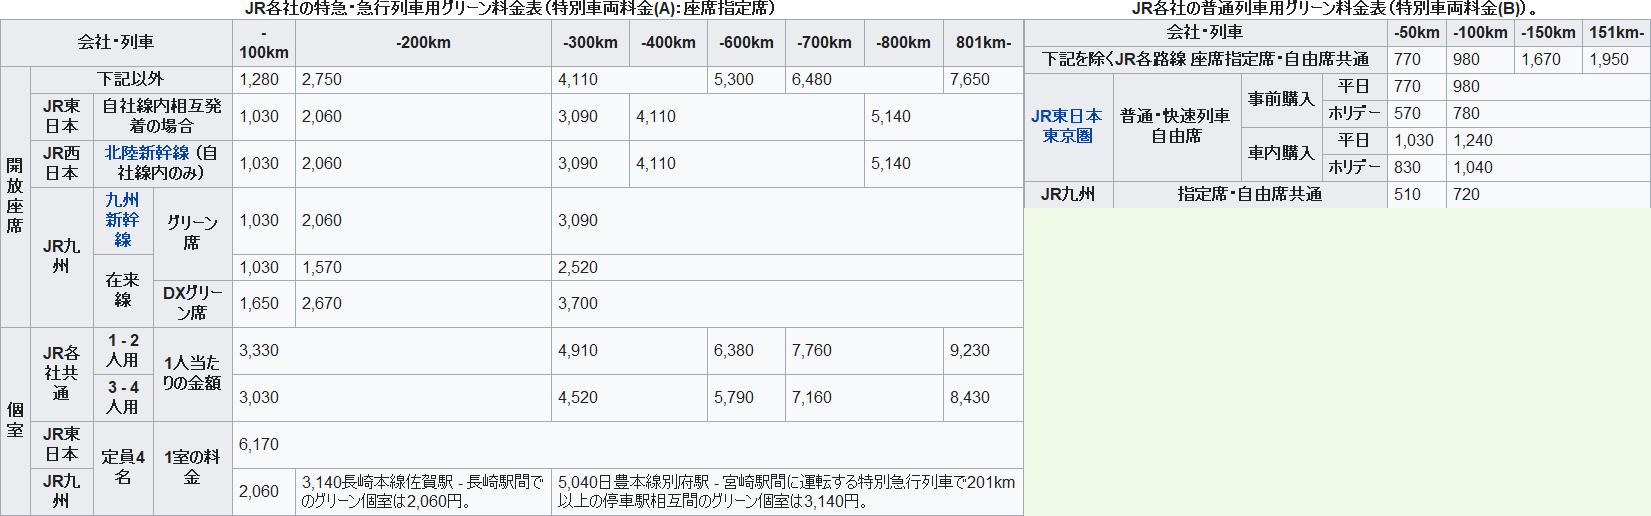 JR各社の特急・急行列車用グリーン料金表（特別車両料金(A)：座席指定席）
会社・列車 -100km -200km -300km -400km -600km -700km -800km 801km-
開放座席
下記以外 1,280 2,750 4,110 5,300 6,480 7,650
JR東日本 自社線内相互発着の場合 1,030 2,060 3,090 4,110 5,140
JR西日本 北陸新幹線（自社線内のみ） 1,030 2,060 3,090 4,110 5,140
JR九州 九州新幹線 グリーン席 1,030 2,060 3,090
在来線 1,030 1,570 2,520
DXグリーン席 1,650 2,670 3,700
個室
JR各社共通 1 - 2人用 1人当たりの金額 3,330 4,910 6,380 7,760 9,230
3 - 4人用 3,030 4,520 5,790 7,160 8,430
JR東日本 定員4名 1室の料金 6,170
JR九州 2,060 3,140長崎本線佐賀駅 - 長崎駅間でのグリーン個室は2,060円。 5,040日豊本線別府駅 - 宮崎駅間に運転する特別急行列車で201km以上の停車駅相互間のグリーン個室は3,140円。
JR各社の普通列車用グリーン料金表（特別車両料金(B)）。
会社・列車 -50km -100km -150km 151km-
下記を除くJR各路線 座席指定席・自由席共通 770 980 1,670 1,950
JR東日本東京圏 普通・快速列車自由席 事前購入 平日 770 980
ホリデー 570 780
車内購入 平日 1,030 1,240
ホリデー 830 1,040
JR九州 指定席・自由席共通 510 720